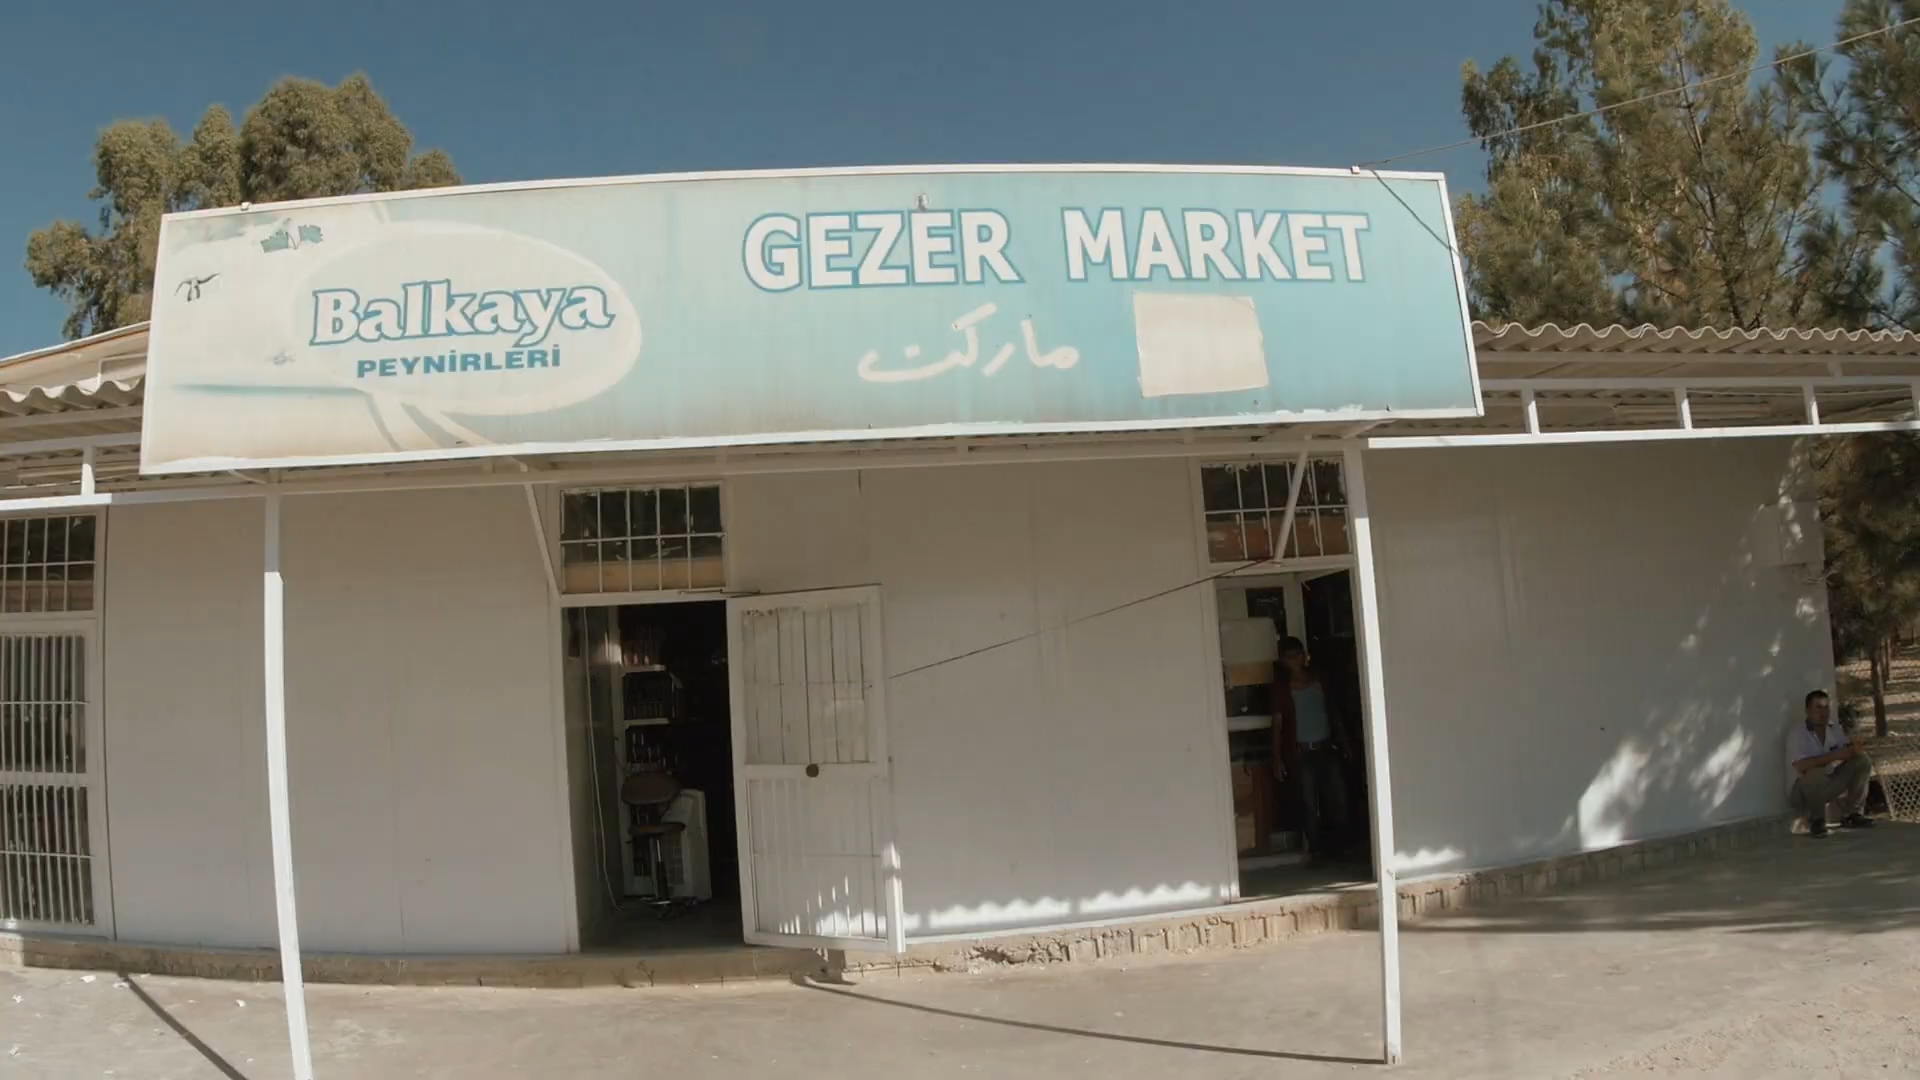 Balkaya
PEYNİRLERİ
GEZER MARKET
ماركت